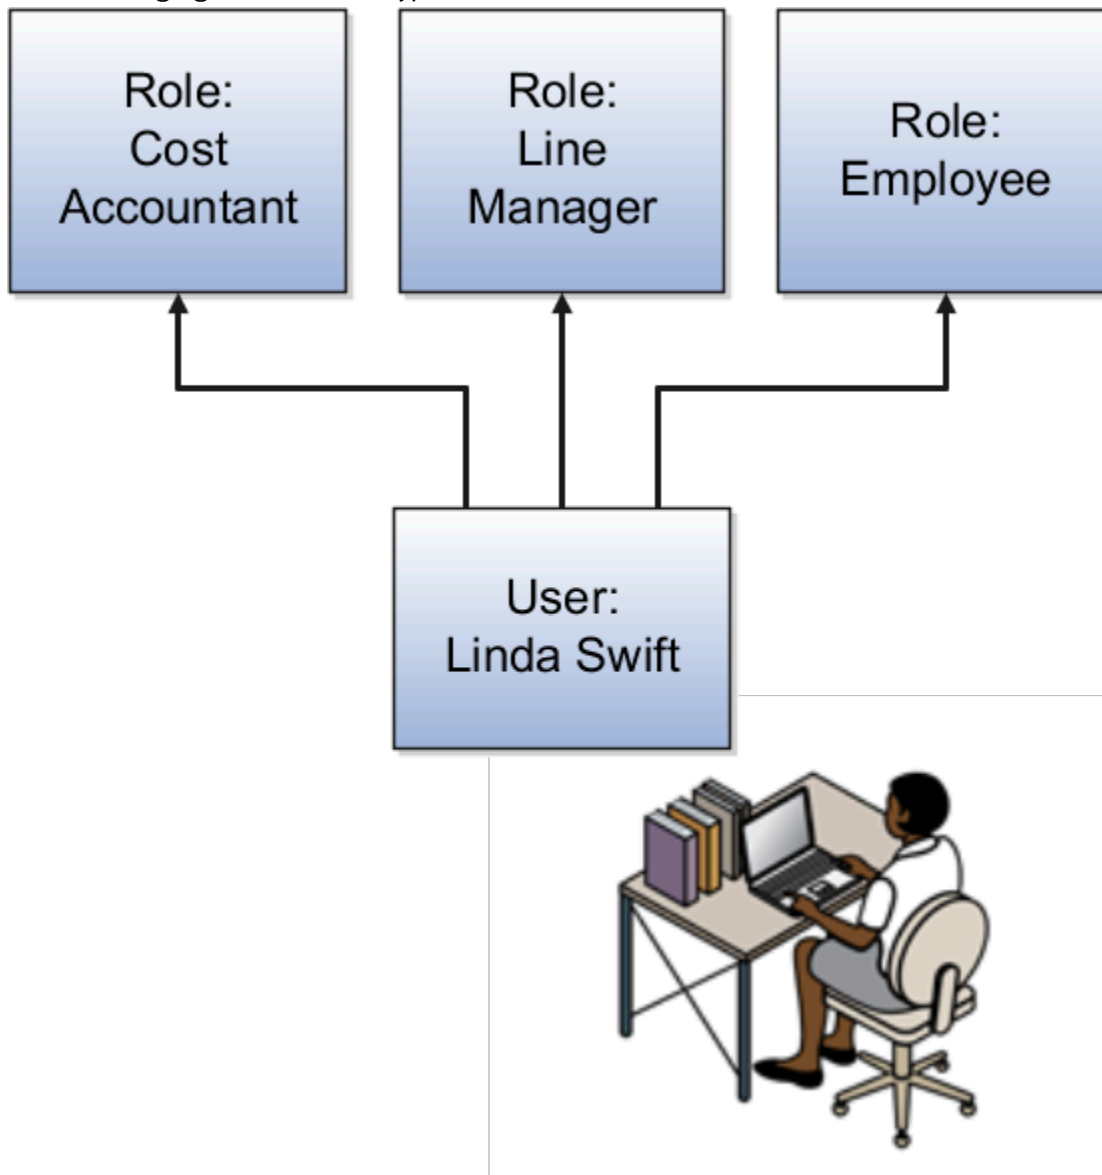 Role:
Cost
Accountant
Role:
Line
Manager
Role:
Employee
User:
Linda Swift